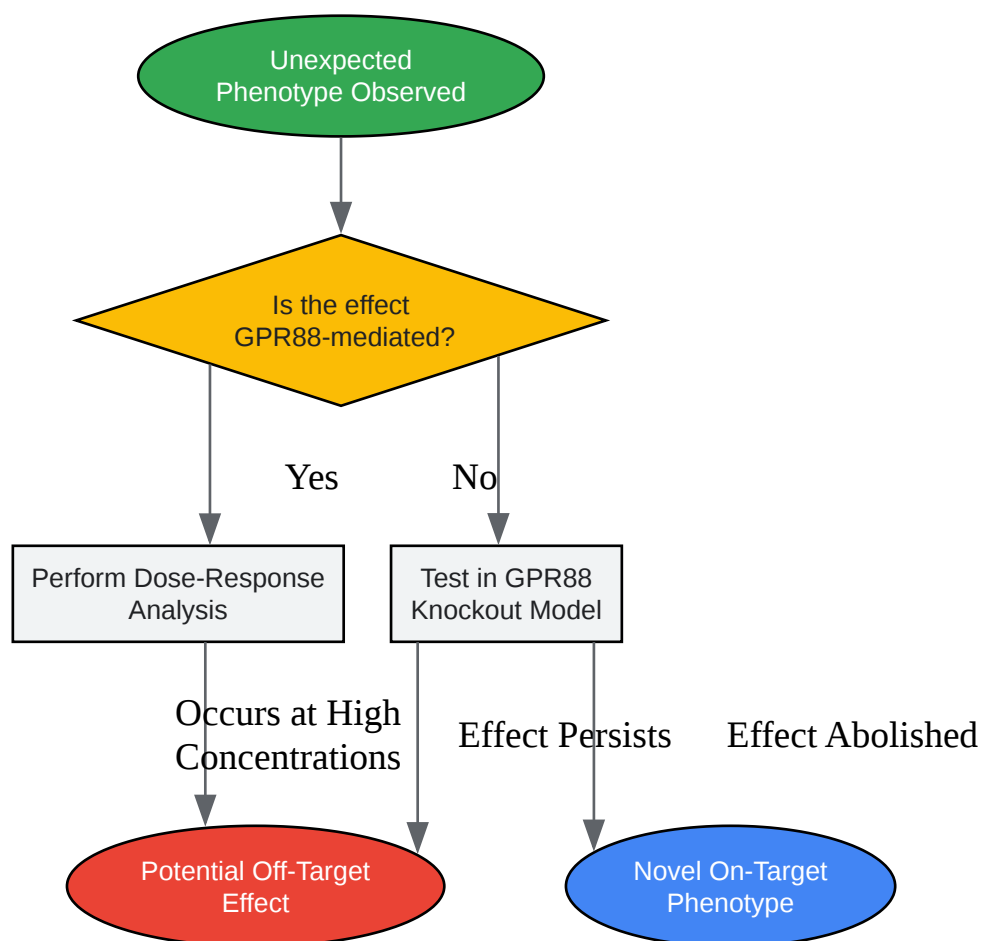 Unexpected
Phenotype Observed
Is the effect
GPR88-mediated?
Yes
No
Perform Dose-Response
Analysis
Test in GPR88
Knockout Model
Occurs at High
Concentrations
Effect Persists
Effect Abolished
Potential Off-Target
Effect
Novel On-Target
Phenotype